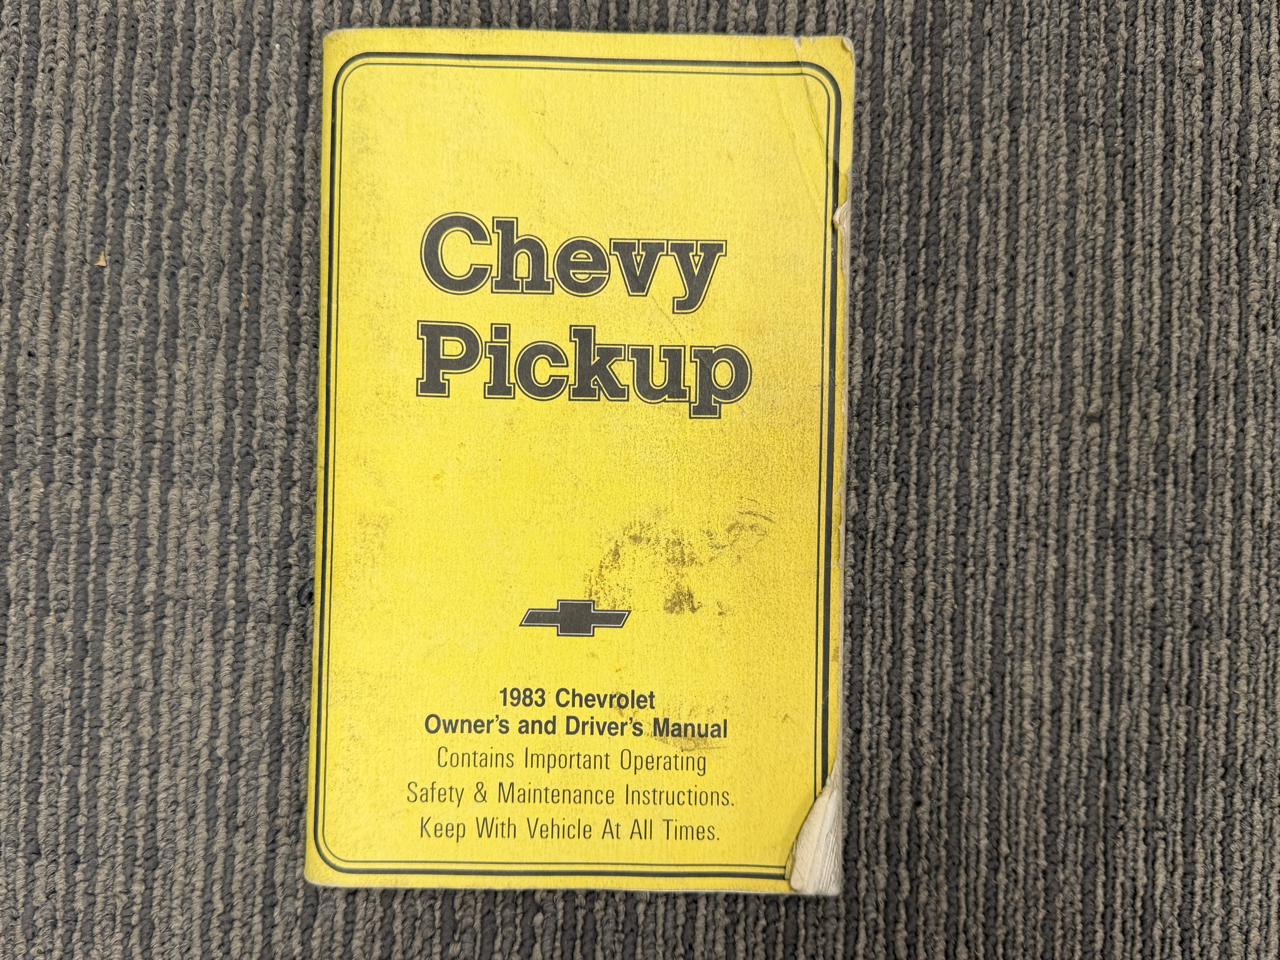 Chevy
Pickup
1983 Chevrolet
Owner's and Driver's Manual
Contains Important Operating
Safety & Maintenance Instructions.
Keep With Vehicle At All Times.